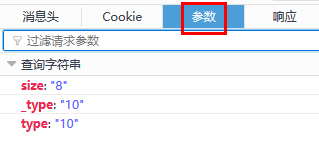 消息头 Cookie 参数 响应
过滤请求参数
查询字符串
size: "8"
_type: "10"
type: "10"